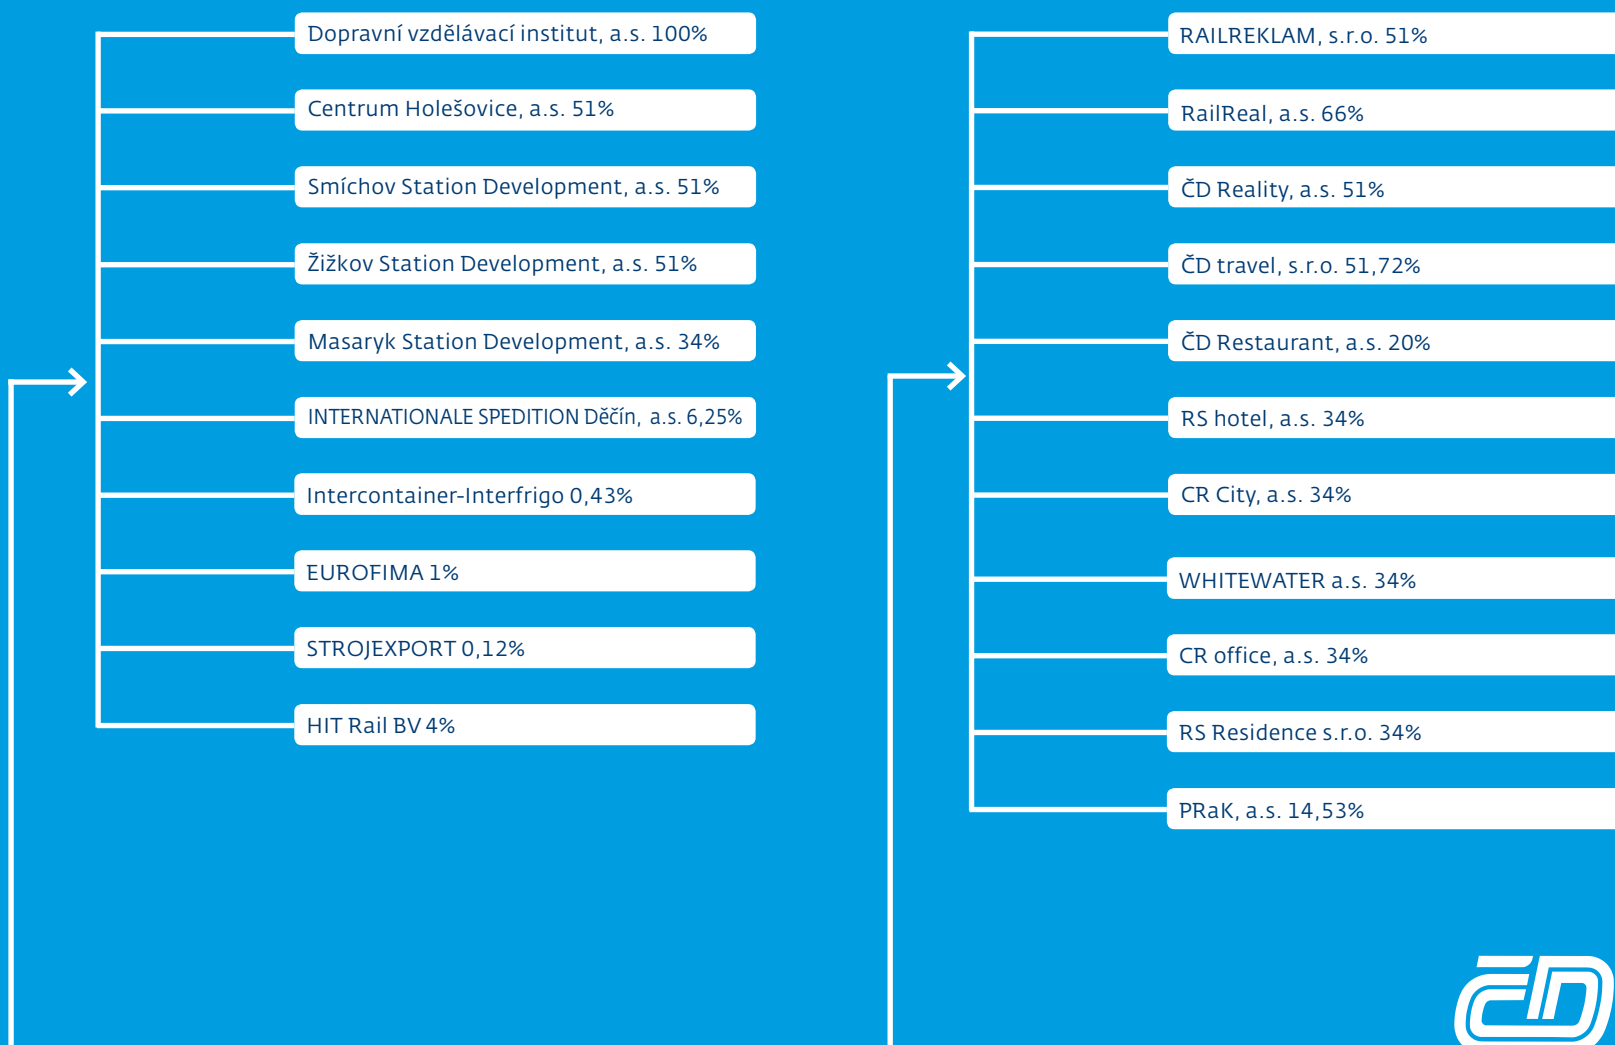 Dopravní vzdělávací institut, a.s. 100%
Centrum Holešovice, a.s. 51%
Smíchov Station Development, a.s. 51%
Žižkov Station Development, a.s. 51%
Masaryk Station Development, a.s. 34%
INTERNATIONALE SPEDITION Děčín, a.s. 6,25%
Intercontainer-Interfrigo 0,43%
EUROFIMA 1%
STROJEXPORT 0,12%
HIT Rail BV 4%
RAILREKLAM, s.r.o. 51%
RailReal, a.s. 66%
ČD Reality, a.s. 51%
ČD travel, s.r.o. 51,72%
ČD Restaurant, a.s. 20%
RS hotel, a.s. 34%
CR City, a.s. 34%
WHITEWATER a.s. 34%
CR office, a.s. 34%
RS Residence s.r.o. 34%
PRaK, a.s. 14,53%
ČD